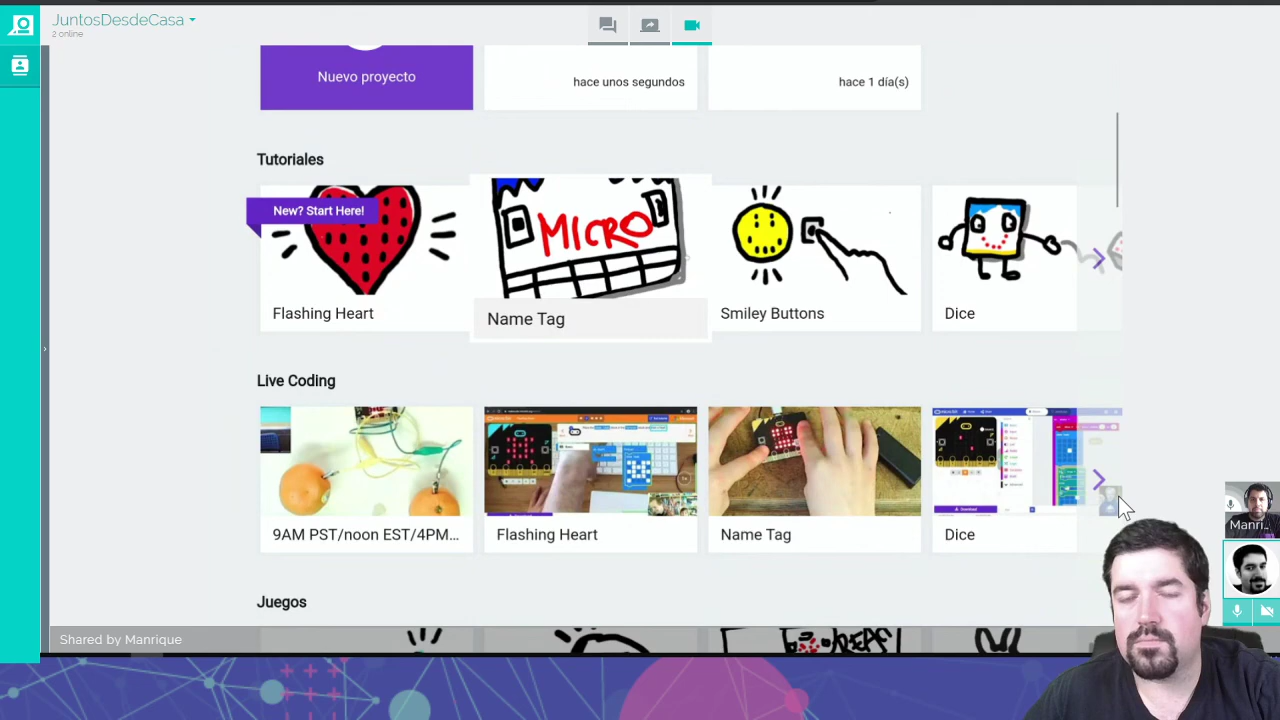 JuntosDesdeCasa
2 online
Nuevo proyecto
hace unos segundos
hace 1 día(s)
Tutoriales
New? Start Here!
MICRO
Flashing Heart
Name Tag
Smiley Buttons
Dice
Live Coding
9AM PST/noon EST/4PM...
Flashing Heart
Name Tag
Dice
Juegos
Manri...
Shared by Manrique